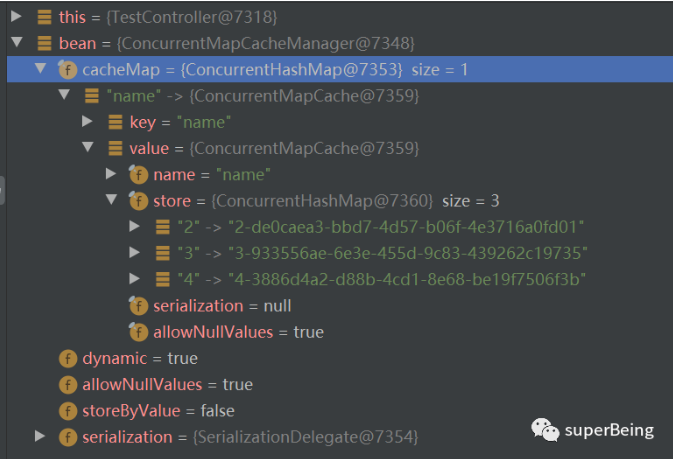 this = {TestController@7318}
bean = {ConcurrentMapCacheManager@7348}
f cacheMap = {ConcurrentHashMap@7353} size = 1
"name" -> {ConcurrentMapCache@7359}
key = "name"
value = {ConcurrentMapCache@7359}
f name = "name"
f store = {ConcurrentHashMap@7360} size = 3
"2" -> "2-de0caea3-bbd7-4d57-b06f-4e3716a0fd01"
"3" -> "3-933556ae-6e3e-455d-9c83-439262c19735"
"4" -> "4-3886d4a2-d88b-4cd1-8e68-be19f7506f3b"
f serialization = null
f allowNullValues = true
f dynamic = true
f allowNullValues = true
f storeByValue = false
f serialization = {SerializationDelegate@7354}
superBeing